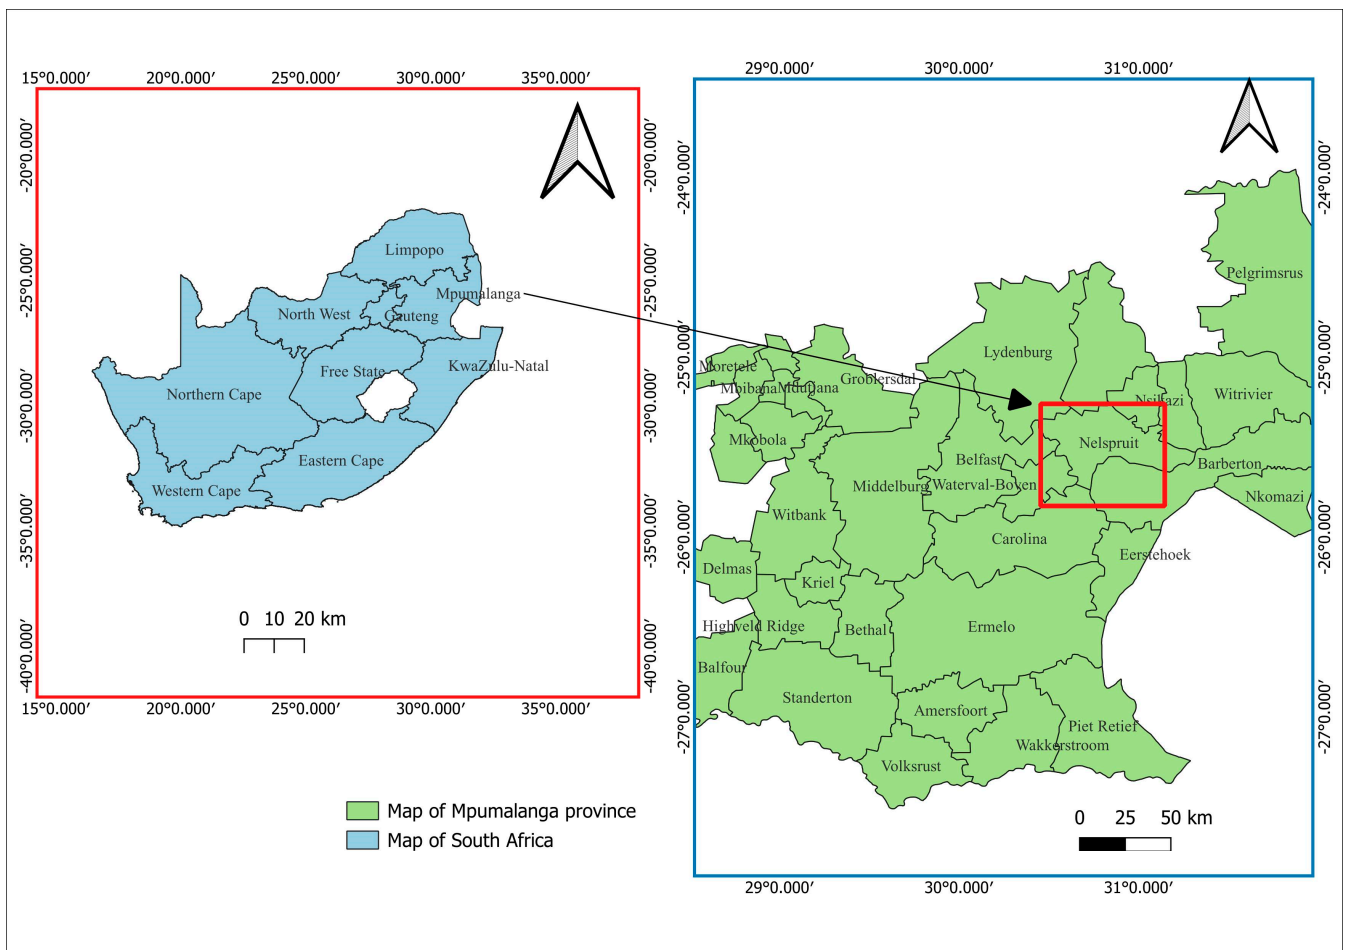 15°0.000′ 20°0.000′ 25°0.000′ 30°0.000′ 35°0.000′
-20°0.000′
-25°0.000′
-30°0.000′
-35°0.000′
-40°0.000′
-20°0.000′
-25°0.000′
-30°0.000′
-35°0.000′
-40°0.000′
Limpopo
Mpumalanga
North West
Gauteng
KwaZulu-Natal
Free State
Northern Cape
Eastern Cape
Western Cape
0 10 20 km
15°0.000′ 20°0.000′ 25°0.000′ 30°0.000′ 35°0.000′
Map of Mpumalanga province
Map of South Africa
29°0.000′ 30°0.000′ 31°0.000′
-24°0.000′
-25°0.000′
-26°0.000′
-27°0.000′
-24°0.000′
-25°0.000′
-26°0.000′
-27°0.000′
Pelgrimsrus
Lydenburg
Moretele
Groblersdal
Moibana
Witrivier
Mkobola
Nelspruit
Belfast
Barberton
Middelburg
Waterval-Boven
Nkomazi
Witbank
Carolina
Eerstehoek
Delmas
Kriel
Highveld Ridge
Bethal
Ermelo
Balfour
Standerton
Amersfoort
Piet Retief
Wakkerstroom
Volksrust
0 25 50 km
29°0.000′ 30°0.000′ 31°0.000′